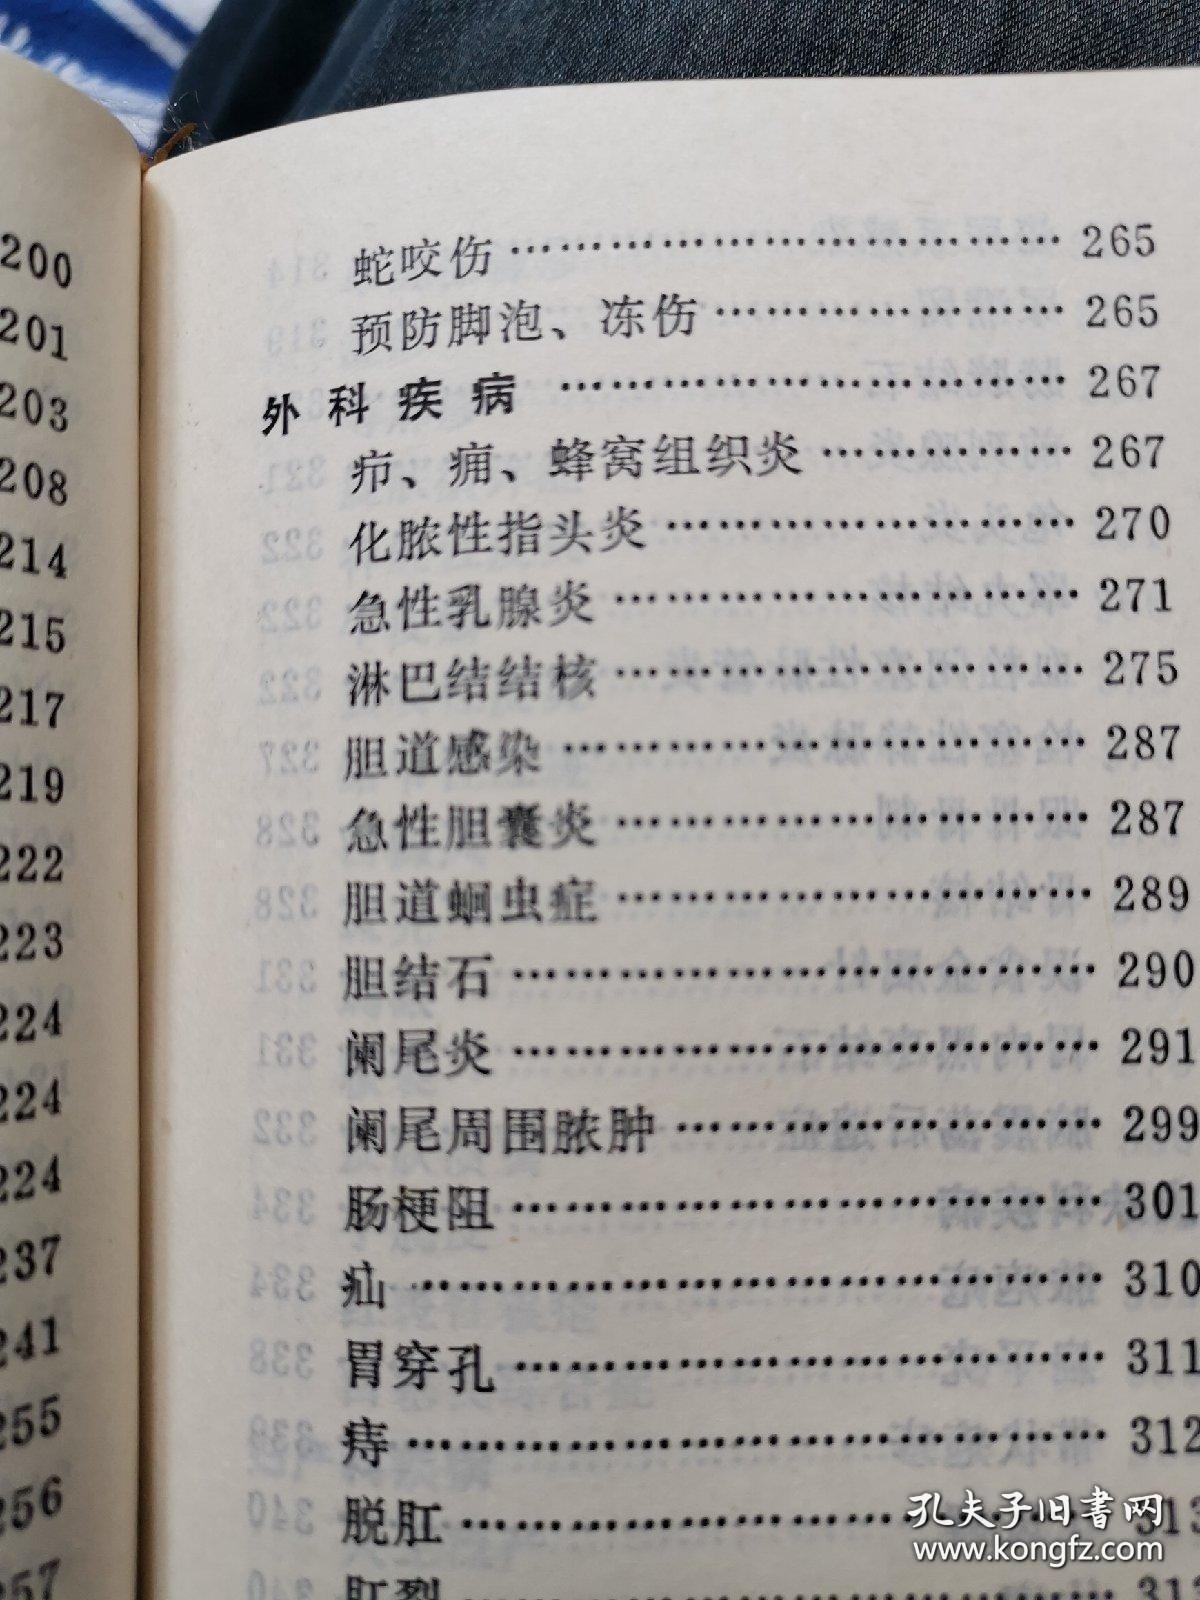 200
201
203
208
214
215
217
219
222
223
224
224
224
237
241
255
256
257
蛇咬伤……………………………… 265
预防脚泡、冻伤………………… 265
外科疾病 ……………………… 267
疖、痈、蜂窝组织炎…………… 267
化脓性指头炎…………………… 270
急性乳腺炎……………………… 271
淋巴结结核……………………… 275
胆道感染………………………… 287
急性胆囊炎……………………… 287
胆道蛔虫症……………………… 289
胆结石…………………………… 290
阑尾炎…………………………… 291
阑尾周围脓肿…………………… 299
肠梗阻…………………………… 301
疝………………………………… 310
胃穿孔…………………………… 311
痔………………………………… 312
脱肛……………………………… 313
肛裂……………………………… 313
孔夫子旧书网
www.kongfz.com